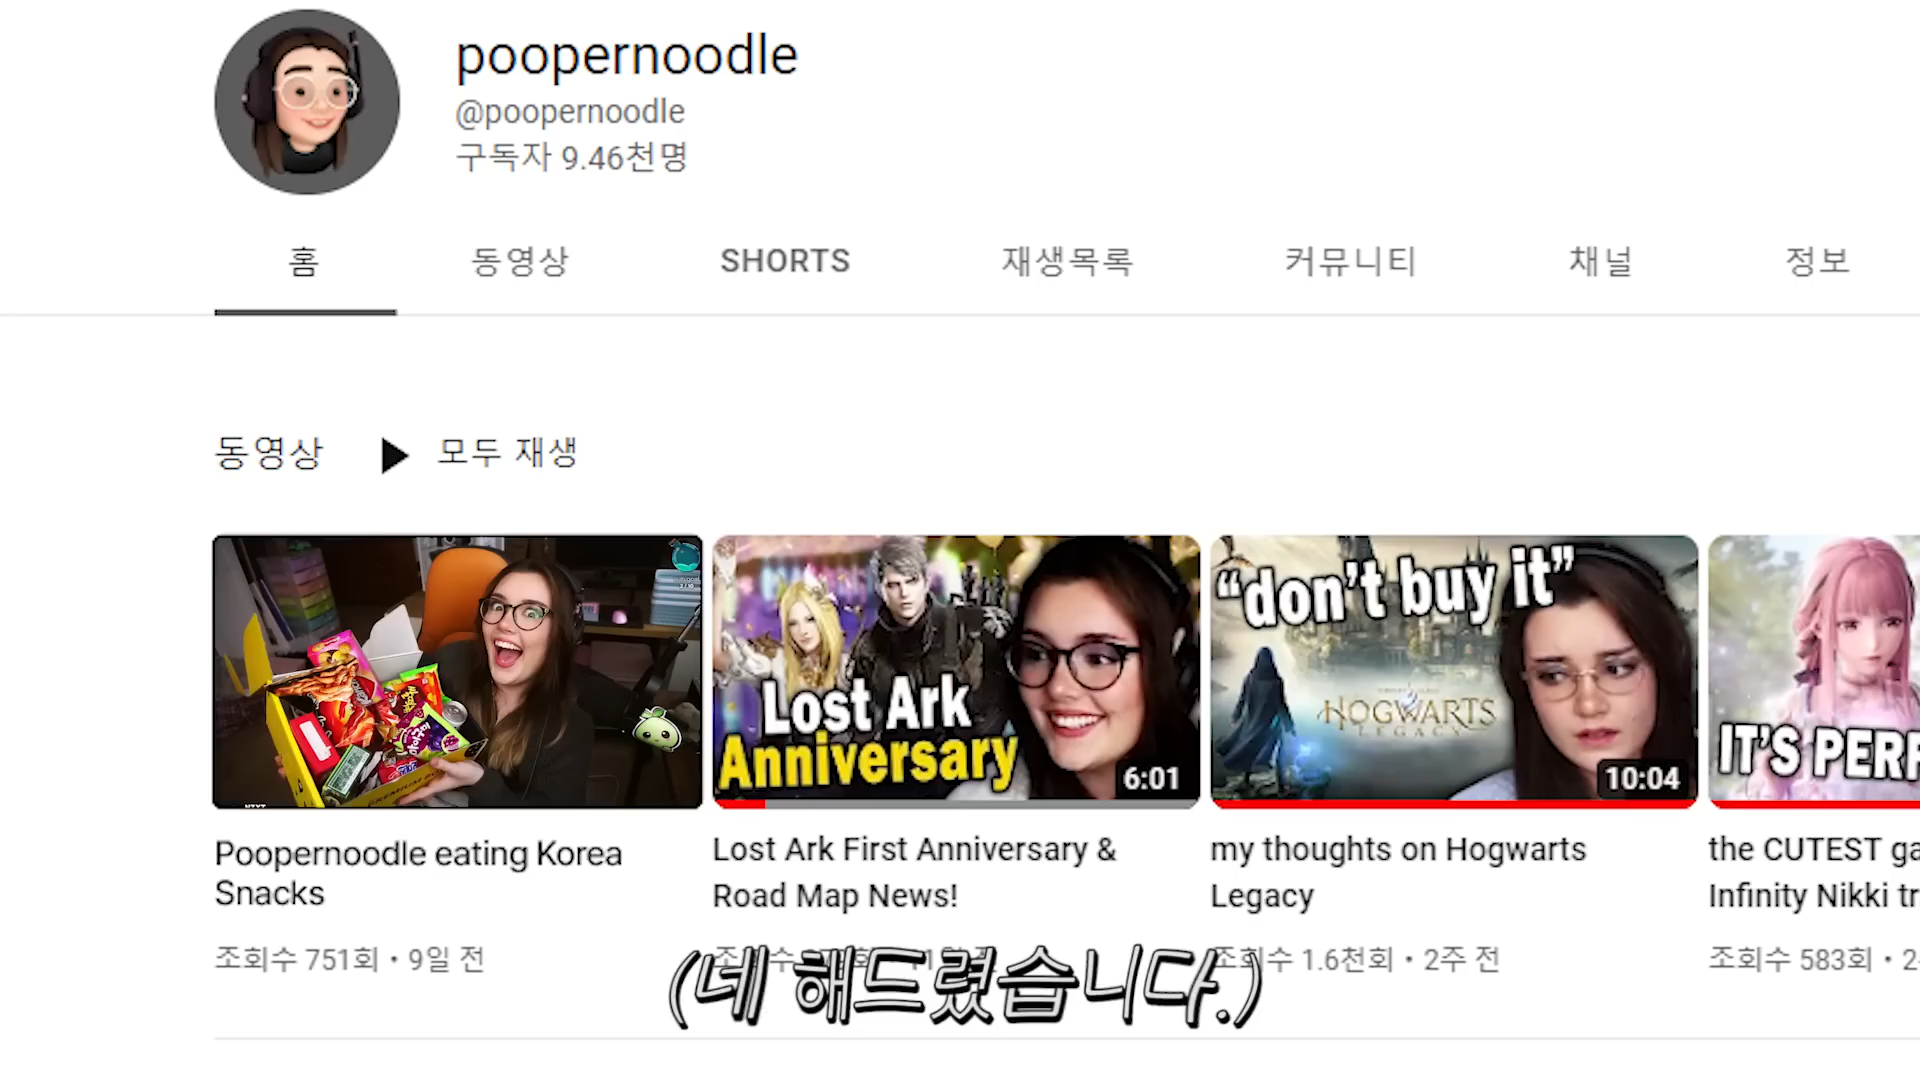 poopernoodle
@poopernoodle
구독자 9.46천명
홈 동영상 SHORTS 재생목록 커뮤니티 채널 정보
동영상 ▶ 모두 재생
Lost Ark
Anniversary
6:01
“don't buy it”
HOGWARTS
LEGACY
10:04
IT'S PERF
Poopernoodle eating Korea
Snacks
조회수 751회・9일 전
Lost Ark First Anniversary &
Road Map News!
my thoughts on Hogwarts
Legacy
조회수 1.6천회・2주 전
the CUTEST ga
Infinity Nikki tr
조회수 583회・2
(네 해드렸습니다.)